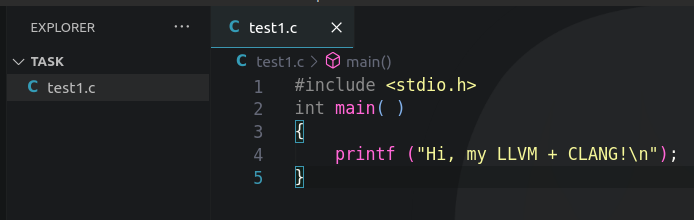 EXPLORER ...
TASK
C test1.c
C test1.c ×
C test1.c > main()
1 #include <stdio.h>
2 int main( )
3 {
4     printf ("Hi, my LLVM + CLANG!\n");
5 }